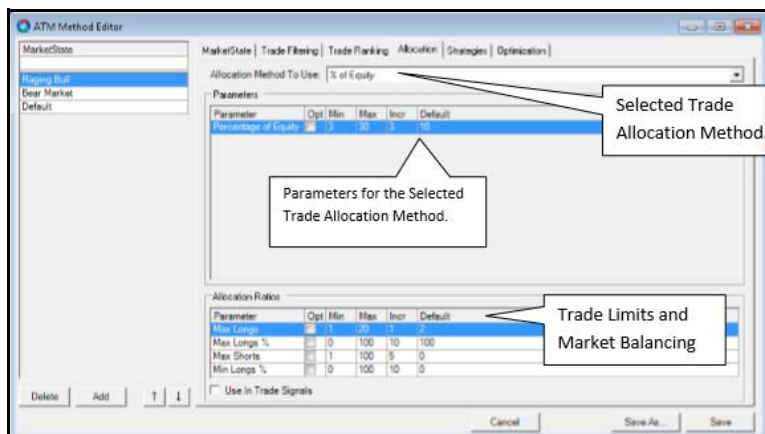 ATM Method Editor
MarketState
Raging Bull
Bear Market
Default
Delete Add ↑ ↓
MarketState Trade Filtering Trade Ranking Allocation Strategies Optimization
Allocation Method To Use: % of Equity
Parameters
Parameter Opt Min Max Incr Default
Percentage of Equity 3 30 3 10
Selected Trade
Allocation Method.
Parameters for the Selected
Trade Allocation Method.
Allocation Ratios
Parameter Opt Min Max Incr Default
Max Longs 1 20 1 2
Max Longs % 0 100 10 100
Max Shorts 1 100 5 0
Min Longs % 0 100 10 0
Trade Limits and
Market Balancing
Use In Trade Signals
Cancel Save As... Save